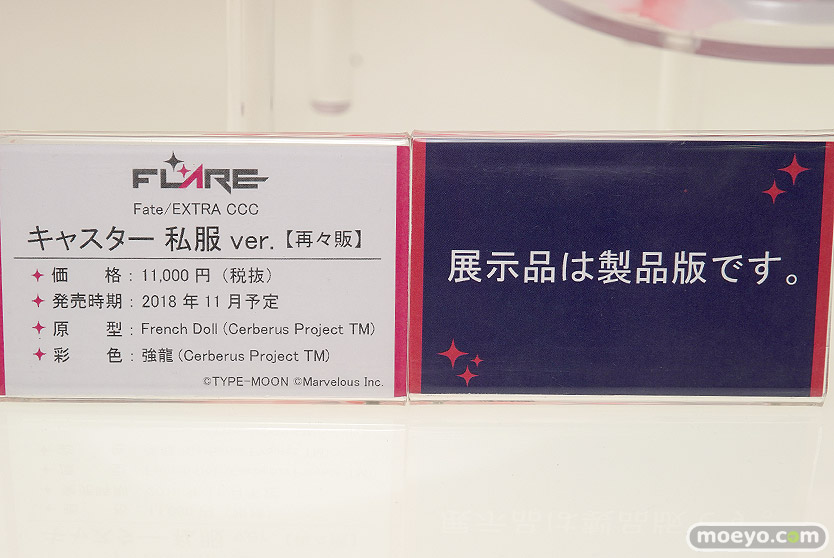 FLARE
Fate/EXTRA CCC
キャスター 私服 ver.【再々販】
価　格：11,000 円（税抜）
発売時期：2018 年 11 月予定
原　型：French Doll (Cerberus Project TM)
彩　色：強龍 (Cerberus Project TM)
©TYPE-MOON ©Marvelous Inc.
展示品は製品版です。
moeyo.com